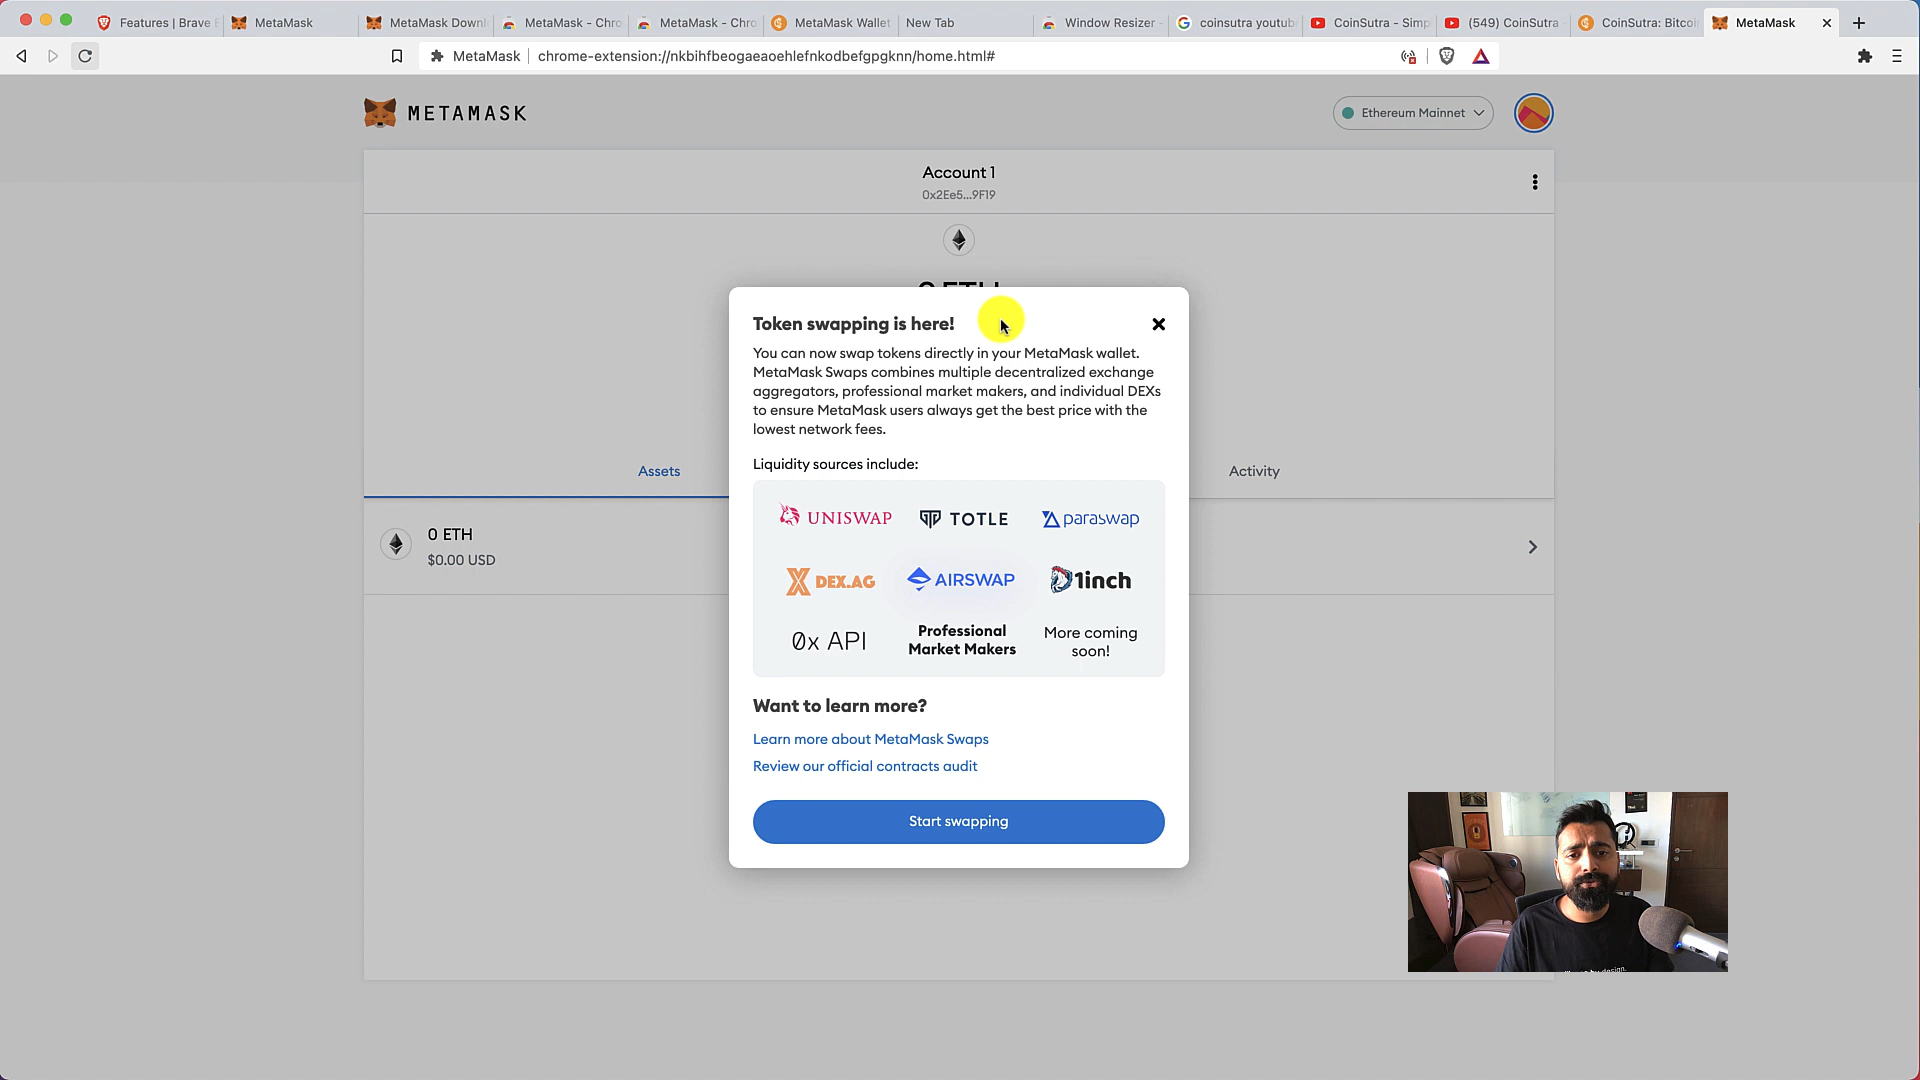 Features | Brave B
MetaMask
MetaMask Downl
MetaMask - Chro
MetaMask - Chro
MetaMask Wallet
New Tab
Window Resizer -
coinsutra youtub
CoinSutra - Simp
(549) CoinSutra
CoinSutra: Bitcoi
MetaMask
MetaMask
chrome-extension://nkbihfbeogaeaoehlefnkodbefgpgknn/home.html#
METAMASK
Ethereum Mainnet
Account 1
0x2Ee5...9F19
0 ETH
Token swapping is here!
You can now swap tokens directly in your MetaMask wallet.
MetaMask Swaps combines multiple decentralized exchange
aggregators, professional market makers, and individual DEXs
to ensure MetaMask users always get the best price with the
lowest network fees.
Liquidity sources include:
Assets
Activity
UNISWAP
TOTLE
paraswap
0 ETH
$0.00 USD
DEX.AG
AIRSWAP
1inch
0x API
Professional
Market Makers
More coming
soon!
Want to learn more?
Learn more about MetaMask Swaps
Review our official contracts audit
Start swapping